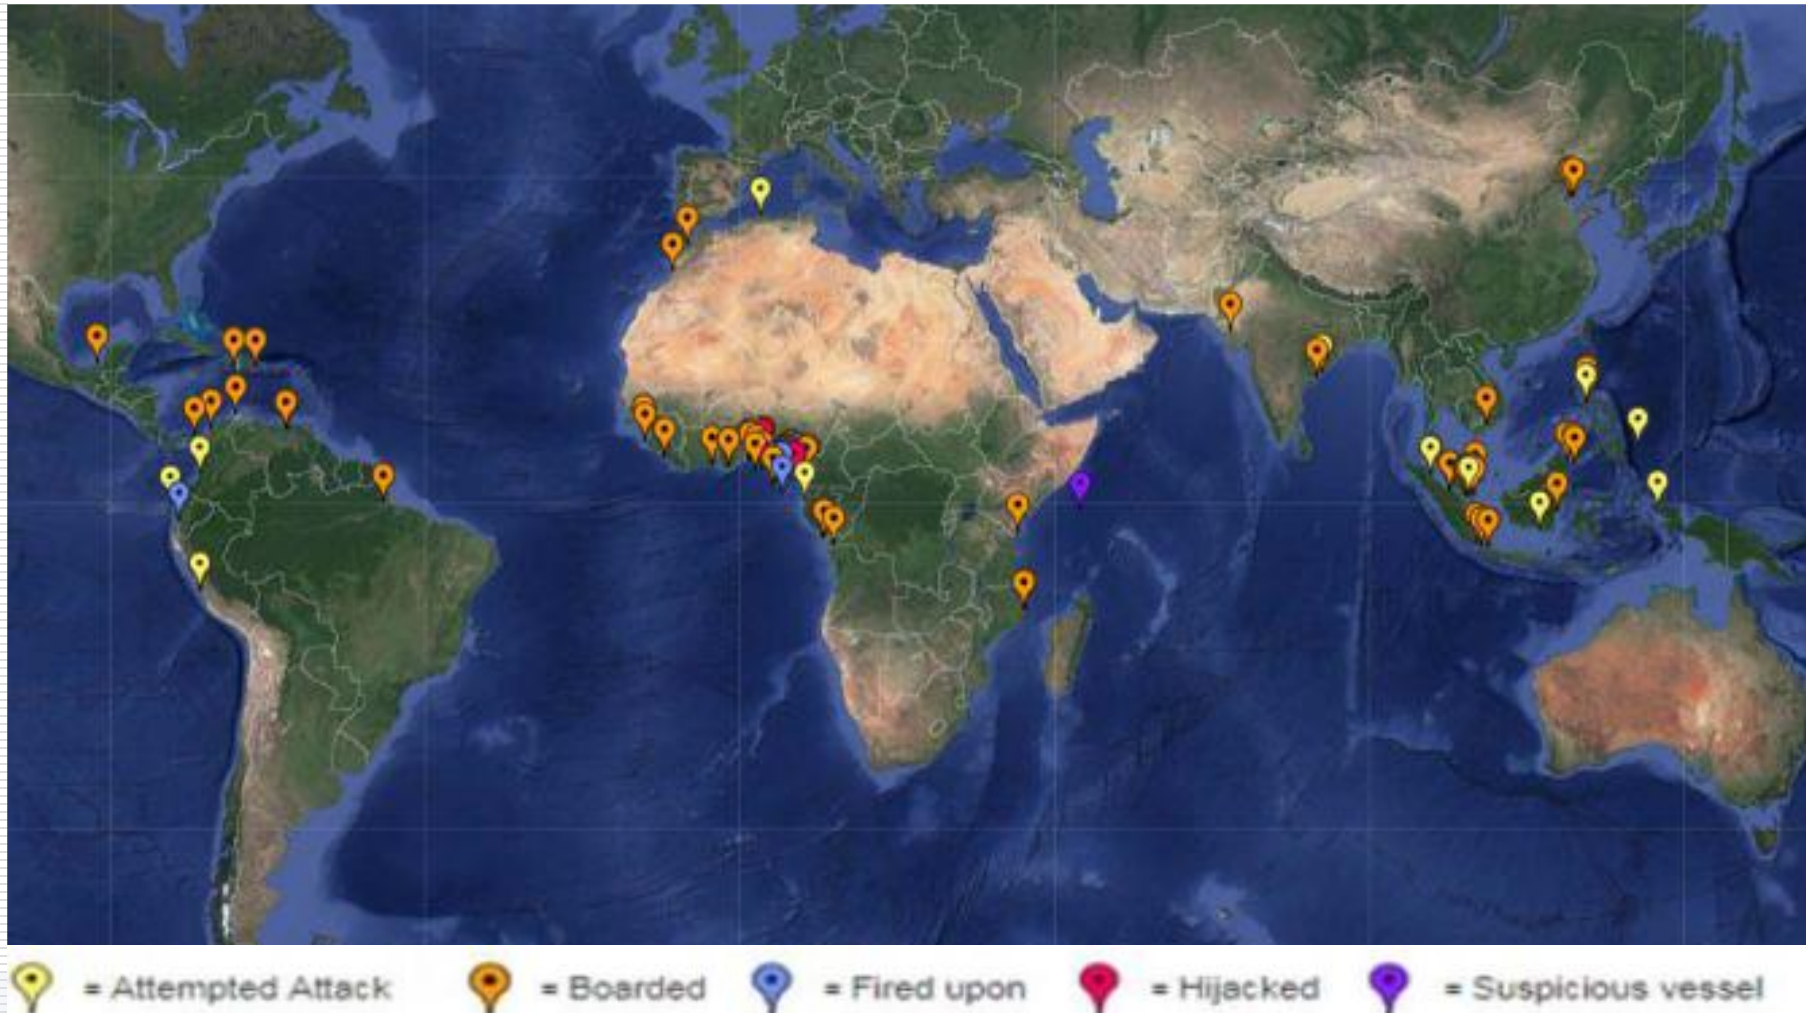 = Attempted Attack = Boarded = Fired upon = Hijacked = Suspicious vessel